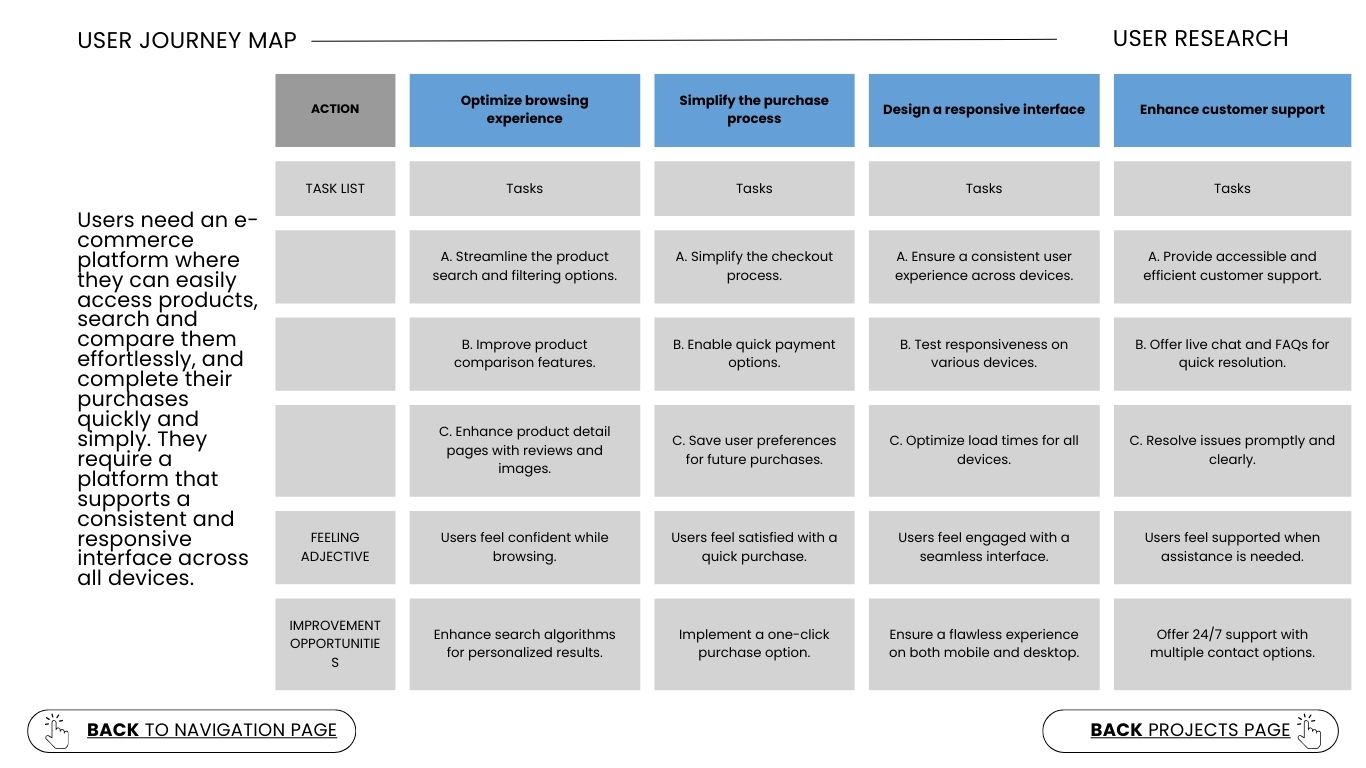 USER JOURNEY MAP
USER RESEARCH
Users need an e-
commerce
platform where
they can easily
access products,
search and
compare them
effortlessly, and
complete their
purchases
quickly and
simply. They
require a
platform that
supports a
consistent and
responsive
interface across
all devices.
ACTION
Optimize browsing
experience
Simplify the purchase
process
Design a responsive interface
Enhance customer support
TASK LIST
Tasks
Tasks
Tasks
Tasks
A. Streamline the product
search and filtering options.
A. Simplify the checkout
process.
A. Ensure a consistent user
experience across devices.
A. Provide accessible and
efficient customer support.
B. Improve product
comparison features.
B. Enable quick payment
options.
B. Test responsiveness on
various devices.
B. Offer live chat and FAQs for
quick resolution.
C. Enhance product detail
pages with reviews and
images.
C. Save user preferences
for future purchases.
C. Optimize load times for all
devices.
C. Resolve issues promptly and
clearly.
FEELING
ADJECTIVE
Users feel confident while
browsing.
Users feel satisfied with a
quick purchase.
Users feel engaged with a
seamless interface.
Users feel supported when
assistance is needed.
IMPROVEMENT
OPPORTUNITIE
S
Enhance search algorithms
for personalized results.
Implement a one-click
purchase option.
Ensure a flawless experience
on both mobile and desktop.
Offer 24/7 support with
multiple contact options.
BACK TO NAVIGATION PAGE
BACK PROJECTS PAGE